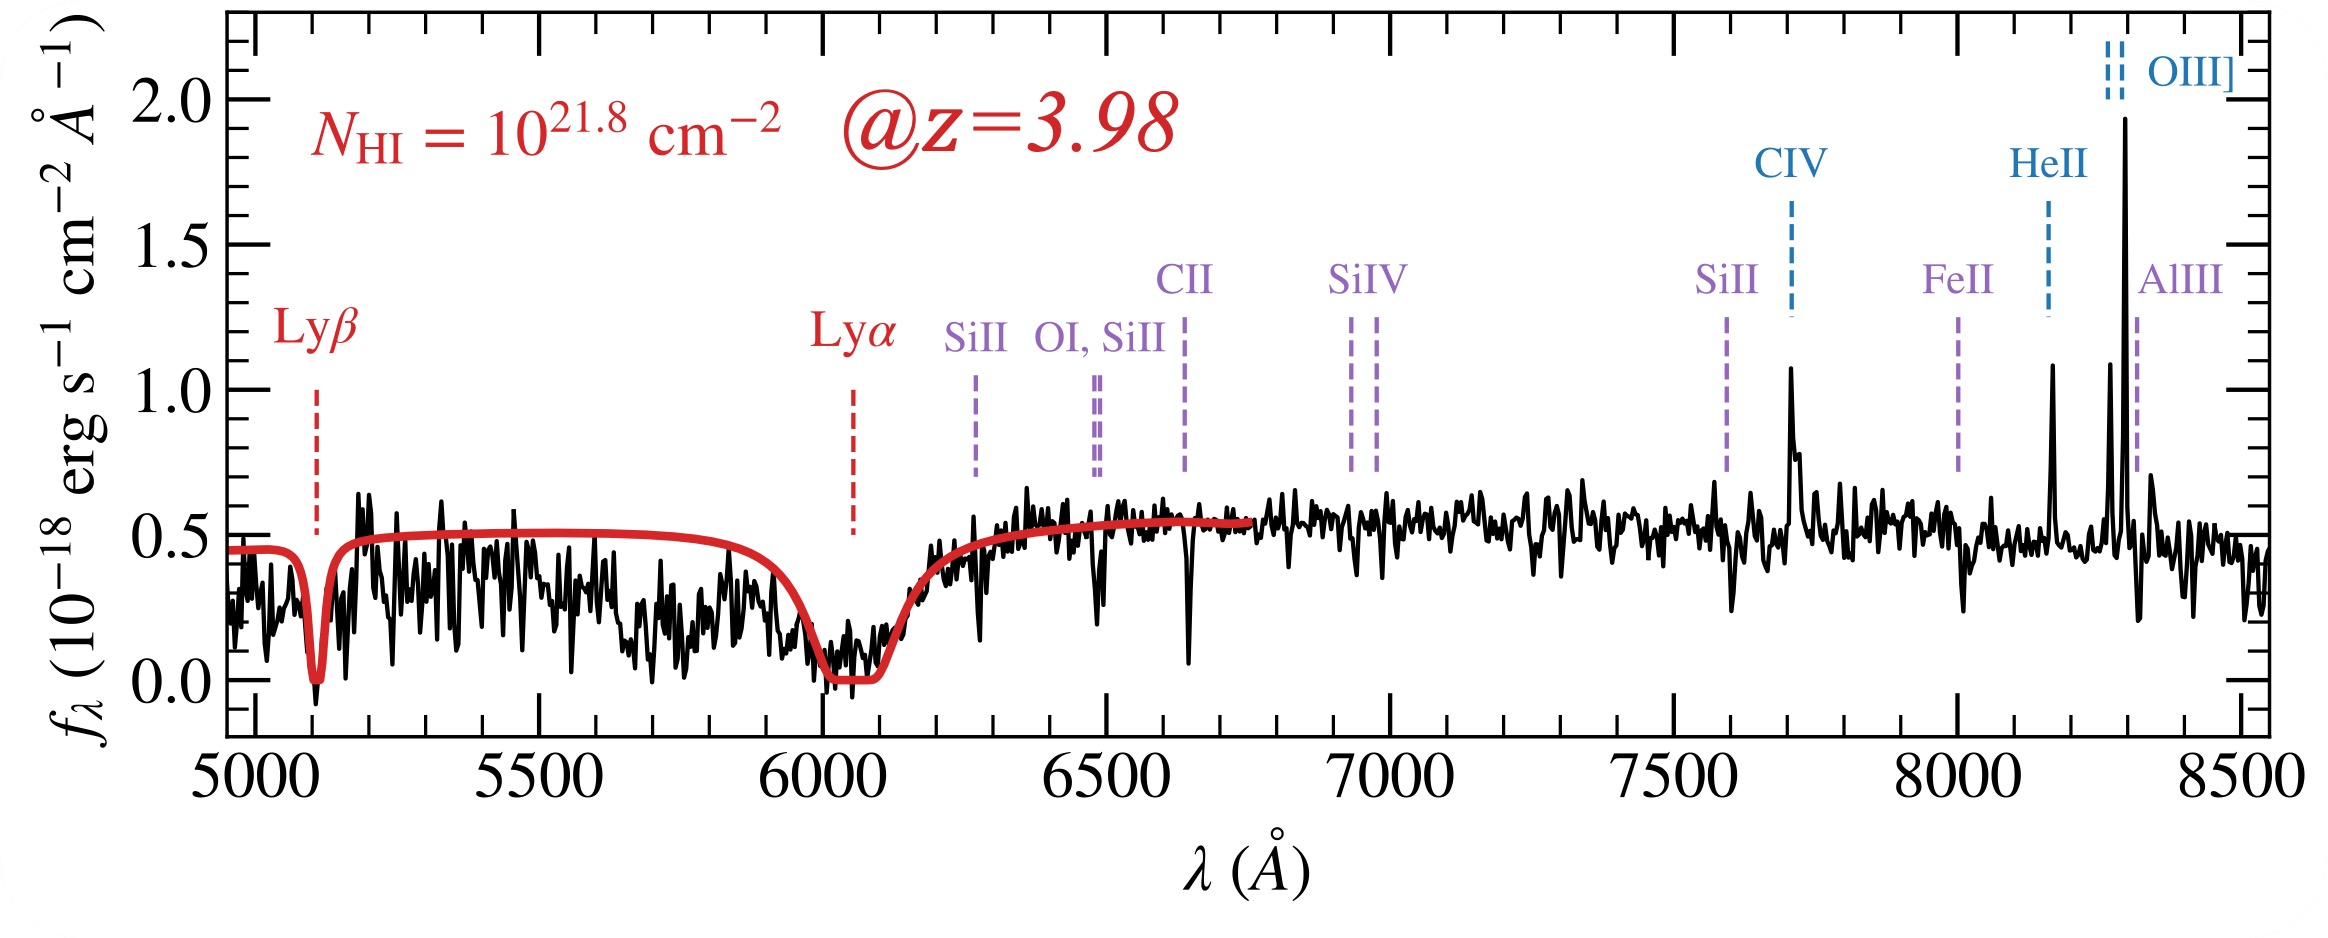 N_HI = 10^21.8 cm^−2 @z=3.98
OIII]
CIV
HeII
CII
SiIV
SiII
FeII
AlIII
Lyβ
Lyα
SiII
OI, SiII
2.0
1.5
1.0
0.5
0.0
f_λ (10^−18 erg s^−1 cm^−2 Å^−1)
5000 5500 6000 6500 7000 7500 8000 8500
λ (Å)